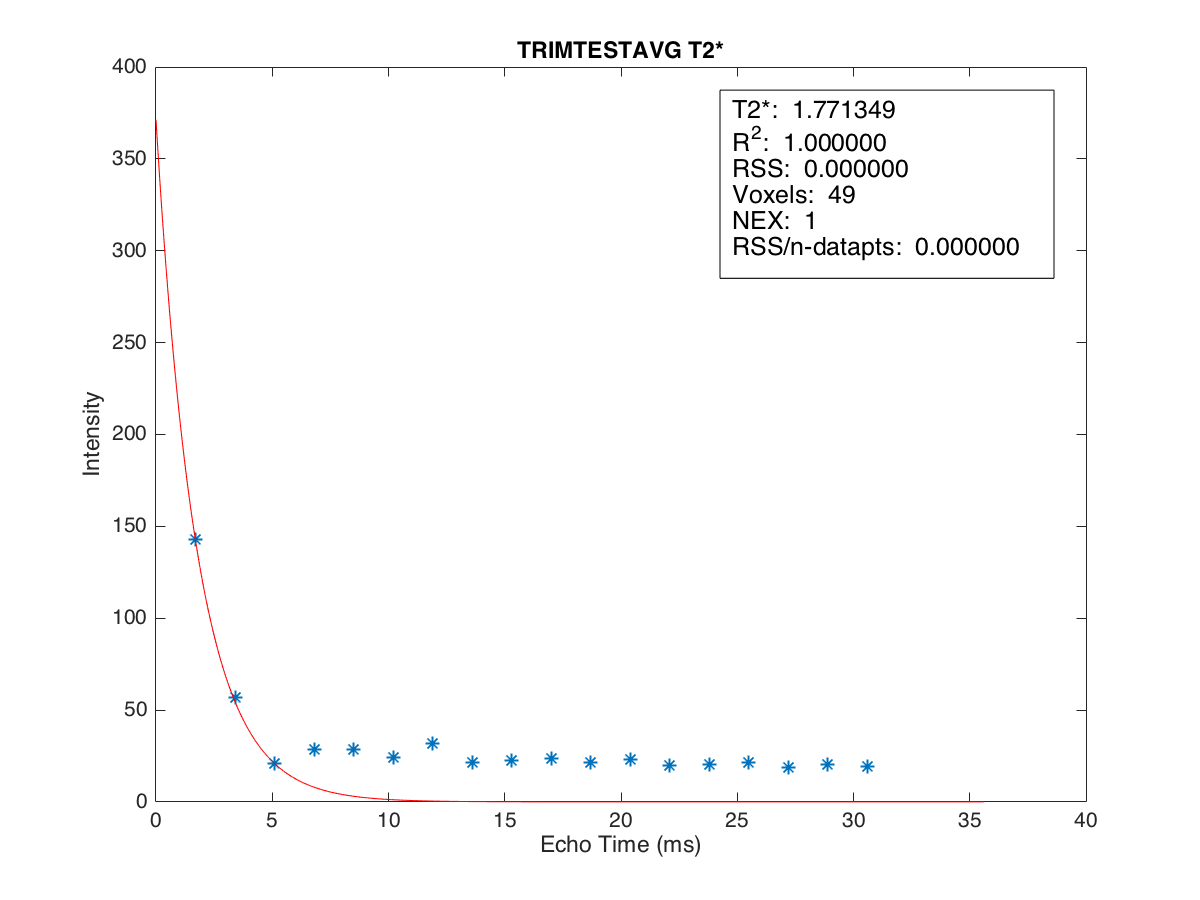 TRIMTESTAVG T2*
T2*: 1.771349
R²: 1.000000
RSS: 0.000000
Voxels: 49
NEX: 1
RSS/n-datapts: 0.000000
Intensity
400
350
300
250
200
150
100
50
0
0 5 10 15 20 25 30 35 40
Echo Time (ms)